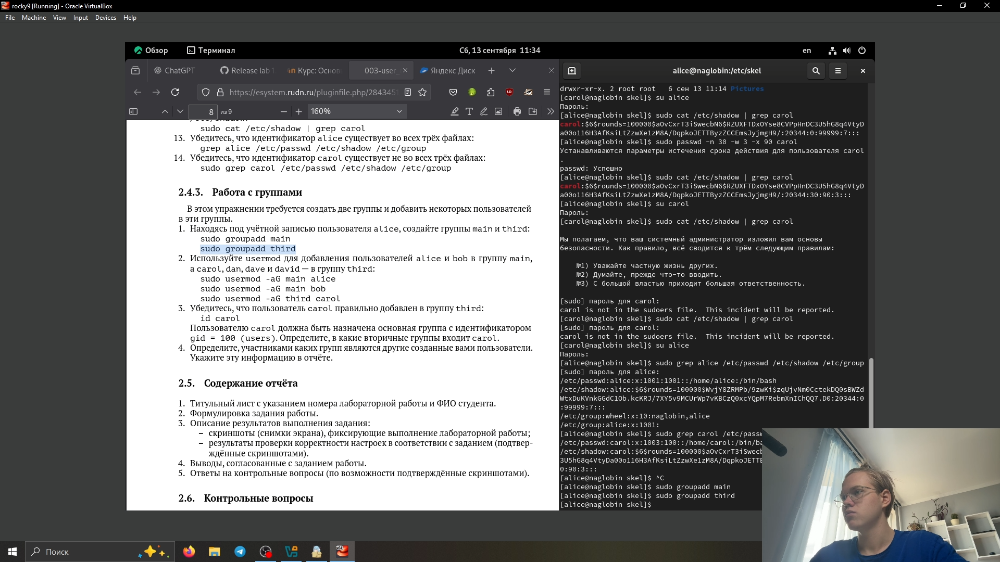 rocky9 [Running] - Oracle VirtualBox
File Machine View Input Devices Help
Обзор Терминал Сб, 13 сентября 11:34 en
ChatGPT Release lab 1 Курс: Основ 003-user_ Яндекс Диск
https://esystem.rudn.ru/pluginfile.php/2843451
8 из 9 160%
sudo cat /etc/shadow | grep carol
13. Убедитесь, что идентификатор alice существует во всех трёх файлах:
grep alice /etc/passwd /etc/shadow /etc/group
14. Убедитесь, что идентификатор carol существует не во всех трёх файлах:
sudo grep carol /etc/passwd /etc/shadow /etc/group
2.4.3. Работа с группами
В этом упражнении требуется создать две группы и добавить некоторых пользователей
в эти группы.
1. Находясь под учётной записью пользователя alice, создайте группы main и third:
sudo groupadd main
sudo groupadd third
2. Используйте usermod для добавления пользователей alice и bob в группу main,
а carol, dan, dave и david — в группу third:
sudo usermod -aG main alice
sudo usermod -aG main bob
sudo usermod -aG third carol
3. Убедитесь, что пользователь carol правильно добавлен в группу third:
id carol
Пользователю carol должна быть назначена основная группа с идентификатором
gid = 100 (users). Определите, в какие вторичные группы входит carol.
4. Определите, участниками каких групп являются другие созданные вами пользователи.
Укажите эту информацию в отчёте.
2.5. Содержание отчёта
1. Титульный лист с указанием номера лабораторной работы и ФИО студента.
2. Формулировка задания работы.
3. Описание результатов выполнения задания:
– скриншоты (снимки экрана), фиксирующие выполнение лабораторной работы;
– результаты проверки корректности настроек в соответствии с заданием (подтвер-
ждённые скриншотами).
4. Выводы, согласованные с заданием работы.
5. Ответы на контрольные вопросы (по возможности подтверждённые скриншотами).
2.6. Контрольные вопросы
alice@naglobin:/etc/skel
drwxr-xr-x. 2 root root 6 сен 13 11:14 Pictures
[carol@naglobin skel]$ su alice
Пароль:
[alice@naglobin skel]$ sudo cat /etc/shadow | grep carol
carol:$6$rounds=100000$aOvCxrT3iSwecbN6$RZUXFTDxOYse8CVPpHnDC3U5hG8q4VtyD
a00o116H3AfKsiLtZzwXe1zM8A/DqpkoJETTByzZCCEmsJyjmgH9/:20344:0:99999:7:::
[alice@naglobin skel]$ sudo passwd -n 30 -w 3 -x 90 carol
Устанавливаются параметры истечения срока действия для пользователя carol
.
passwd: Успешно
[alice@naglobin skel]$ sudo cat /etc/shadow | grep carol
carol:$6$rounds=100000$aOvCxrT3iSwecbN6$RZUXFTDxOYse8CVPpHnDC3U5hG8q4VtyD
a00o116H3AfKsiLtZzwXe1zM8A/DqpkoJETTByzZCCEmsJyjmgH9/:20344:30:90:3:::
[alice@naglobin skel]$ su carol
Пароль:
[carol@naglobin skel]$ sudo cat /etc/shadow | grep carol
Мы полагаем, что ваш системный администратор изложил вам основы
безопасности. Как правило, всё сводится к трём следующим правилам:
№1) Уважайте частную жизнь других.
№2) Думайте, прежде что-то вводить.
№3) С большой властью приходит большая ответственность.
[sudo] пароль для carol:
carol is not in the sudoers file. This incident will be reported.
[carol@naglobin skel]$ sudo cat /etc/shadow | grep carol
[sudo] пароль для carol:
carol is not in the sudoers file. This incident will be reported.
[carol@naglobin skel]$ su alice
Пароль:
[alice@naglobin skel]$ sudo grep alice /etc/passwd /etc/shadow /etc/group
[sudo] пароль для alice:
/etc/passwd:alice:x:1001:1001::/home/alice:/bin/bash
/etc/shadow:alice:$6$rounds=100000$WvjY8ZRMPb/9zwKi$zqUjvNm0CctekDQ0sBWZd
WtxDuKVnkGGdC1Ob.kcKRJ/7XY5v9MCUrWp7vKBCzQ0xcYQpM7RebmXnIChQQ7.D0:20344:0
:99999:7:::
/etc/group:wheel:x:10:naglobin,alice
/etc/group:alice:x:1001:
[alice@naglobin skel]$ sudo grep carol /etc/passw
/etc/passwd:carol:x:1003:100::/home/carol:/bin/ba
/etc/shadow:carol:$6$rounds=100000$aOvCxrT3iSwecb
3U5hG8q4VtyDa00o116H3AfKsiLtZzwXe1zM8A/DqpkoJETTB
0:90:3:::
[alice@naglobin skel]$ ^C
[alice@naglobin skel]$ sudo groupadd main
[alice@naglobin skel]$ sudo groupadd third
[alice@naglobin skel]$
Поиск